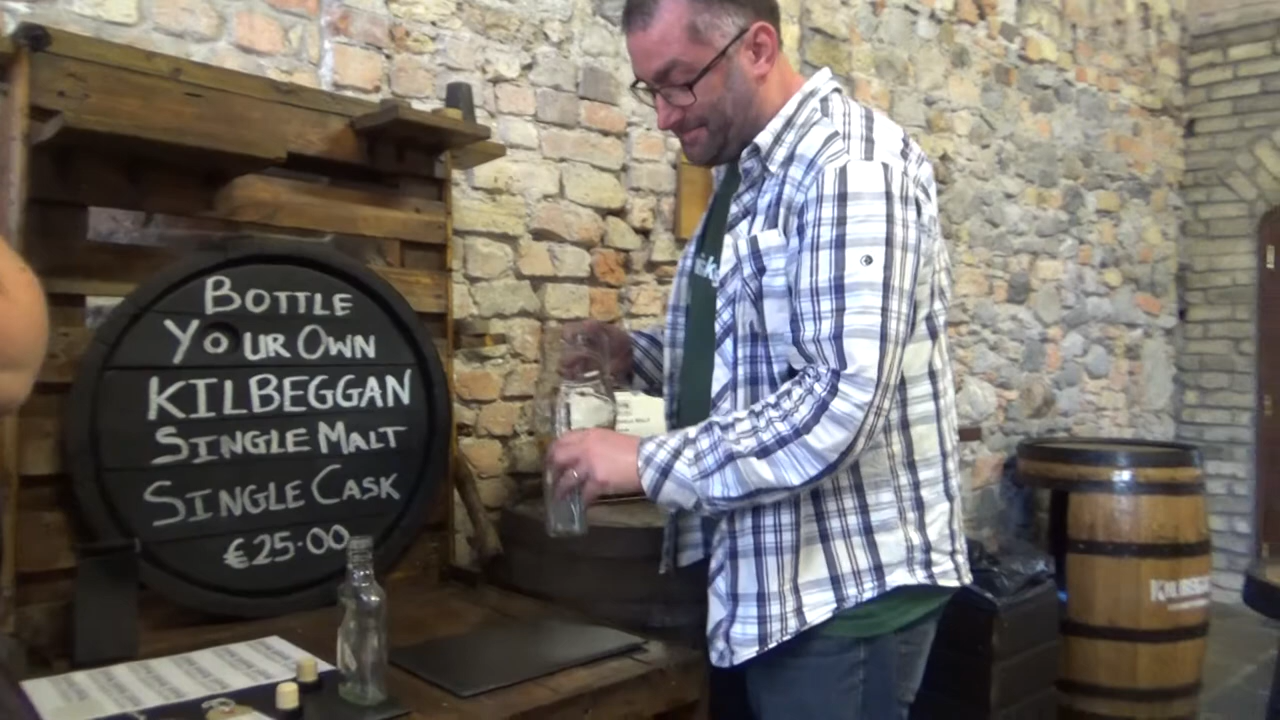 BOTTLE
YOUR OWN
KILBEGGAN
SINGLE MALT
SINGLE CASK
€25.00